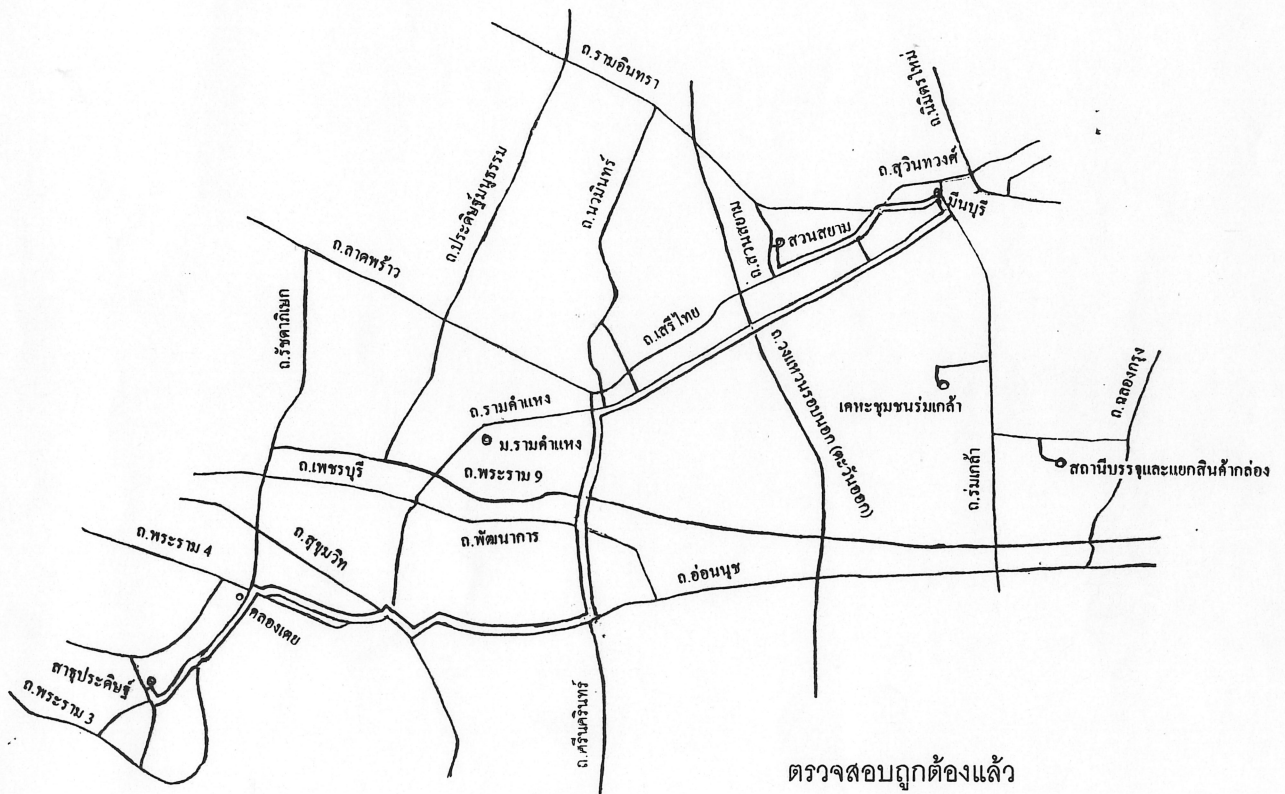 ถ.รามอินทรา
ถ.นิมิตรใหม่
ถ.สุวินทวงศ์
ถ.ประดิษฐ์มนูธรรม
ถ.นวมินทร์
มีนบุรี
ถ.สวนสยาม
สวนสยาม
ถ.ลาดพร้าว
ถ.รัชดาภิเษก
ถ.เสรีไทย
ถ.วงแหวนรอบนอก (ตะวันออก)
ถ.ฉลองกรุง
เคหะชุมชนร่มเกล้า
ถ.รามคำแหง
ม.รามคำแหง
ถ.เพชรบุรี
ถ.พระราม 9
ถ.ร่มเกล้า
สถานีบรรจุและแยกสินค้ากล่อง
ถ.พระราม 4
ถ.สุขุมวิท
ถ.พัฒนาการ
ถ.อ่อนนุช
คลองเตย
สาธุประดิษฐ์
ถ.พระราม 3
ถ.ศรีนครินทร์
ตรวจสอบถูกต้องแล้ว